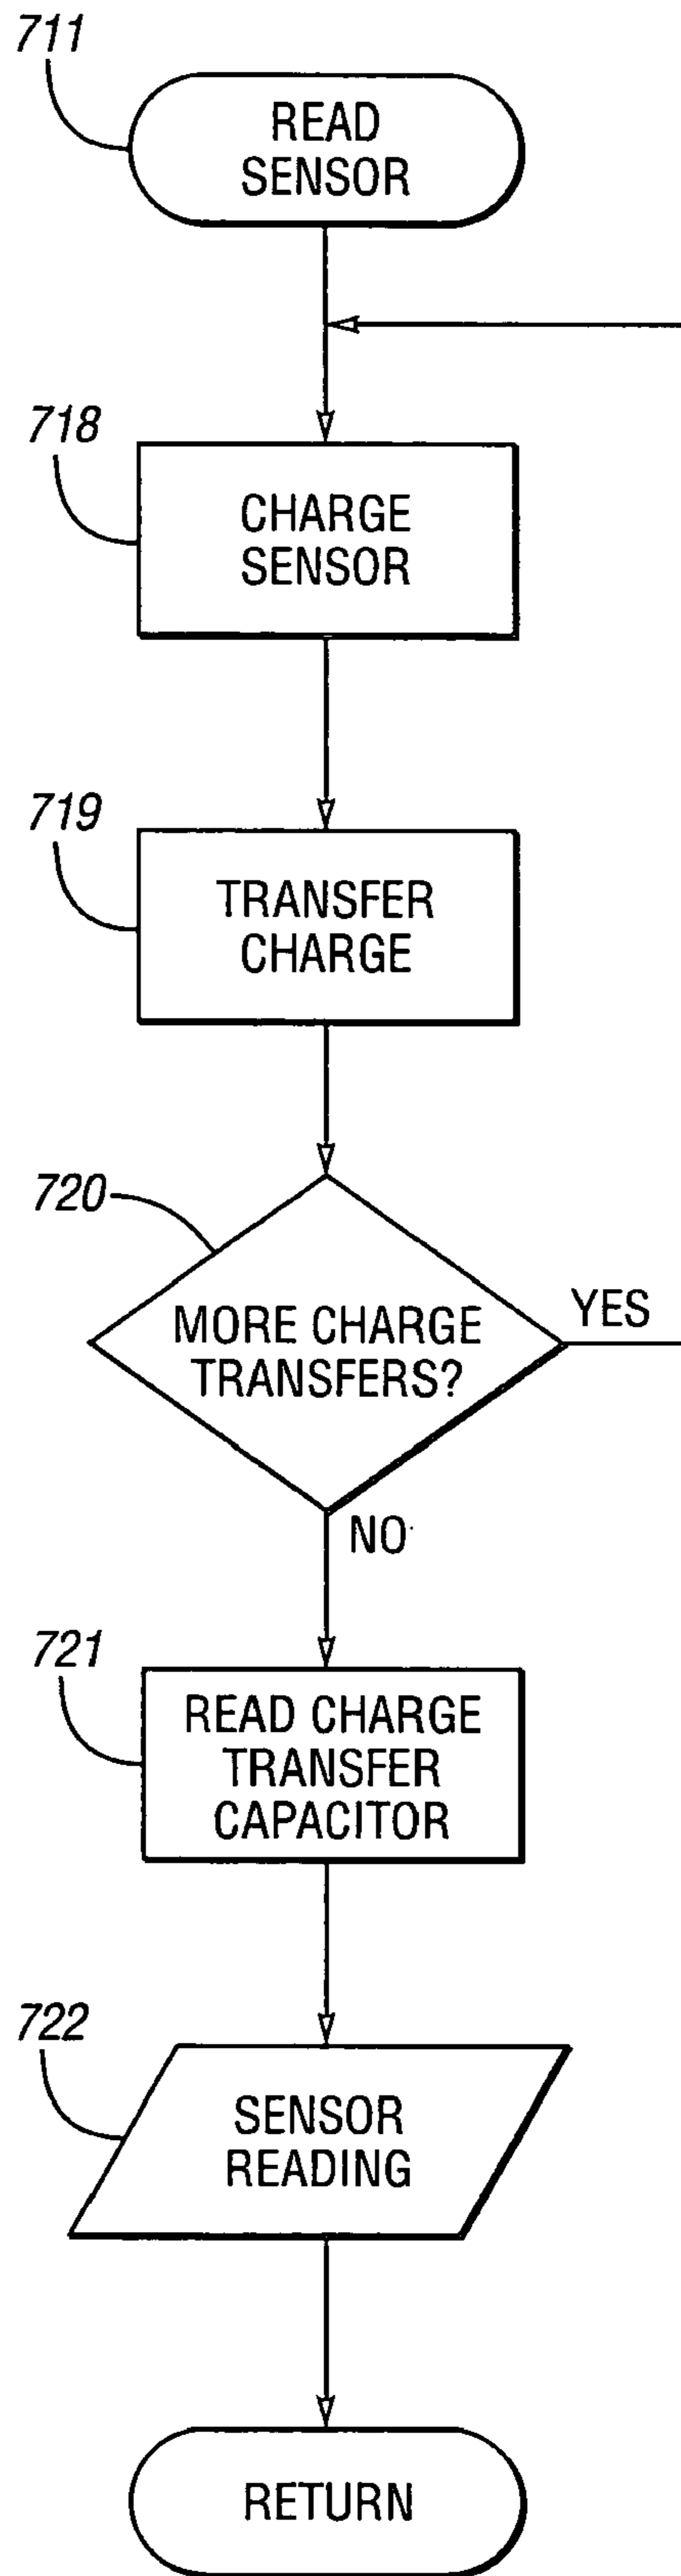 711
READ
SENSOR
718
CHARGE
SENSOR
719
TRANSFER
CHARGE
720
MORE CHARGE
TRANSFERS?
YES
NO
721
READ CHARGE
TRANSFER
CAPACITOR
722
SENSOR
READING
RETURN